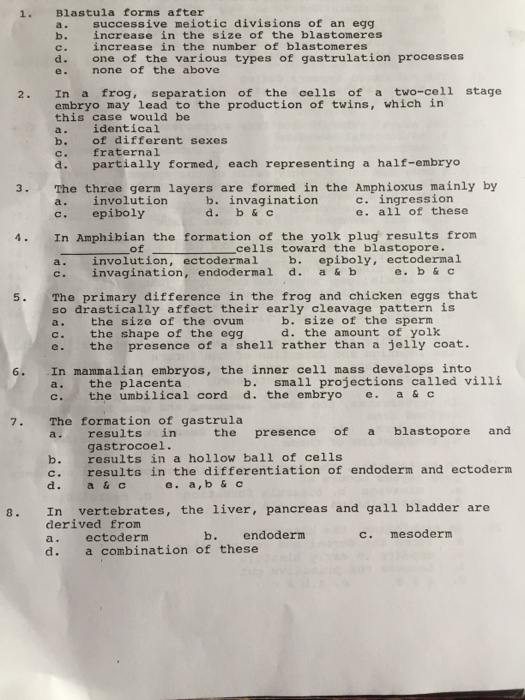 1. Blastula forms after
a. successive meiotic divisions of an egg
b. increase in the size of the blastomeres
c. increase in the number of blastomeres
d. one of the various types of gastrulation processes
e. none of the above
2. In a frog, separation of the cells of a two-cell stage
embryo may lead to the production of twins, which in
this case would be
a. identical
b. of different sexes
c. fraternal
d. partially formed, each representing a half-embryo
3. The three germ layers are formed in the Amphioxus mainly by
a. involution b. invagination c. ingression
c. epiboly d. b & c e. all of these
4. In Amphibian the formation of the yolk plug results from
__________of __________cells toward the blastopore.
a. involution, ectodermal b. epiboly, ectodermal
c. invagination, endodermal d. a & b e. b & c
5. The primary difference in the frog and chicken eggs that
so drastically affect their early cleavage pattern is
a. the size of the ovum b. size of the sperm
c. the shape of the egg d. the amount of yolk
e. the presence of a shell rather than a jelly coat.
6. In mammalian embryos, the inner cell mass develops into
a. the placenta b. small projections called villi
c. the umbilical cord d. the embryo e. a & c
7. The formation of gastrula
a. results in the presence of a blastopore and
gastrocoel.
b. results in a hollow ball of cells
c. results in the differentiation of endoderm and ectoderm
d. a & c e. a,b & c
8. In vertebrates, the liver, pancreas and gall bladder are
derived from
a. ectoderm b. endoderm c. mesoderm
d. a combination of these